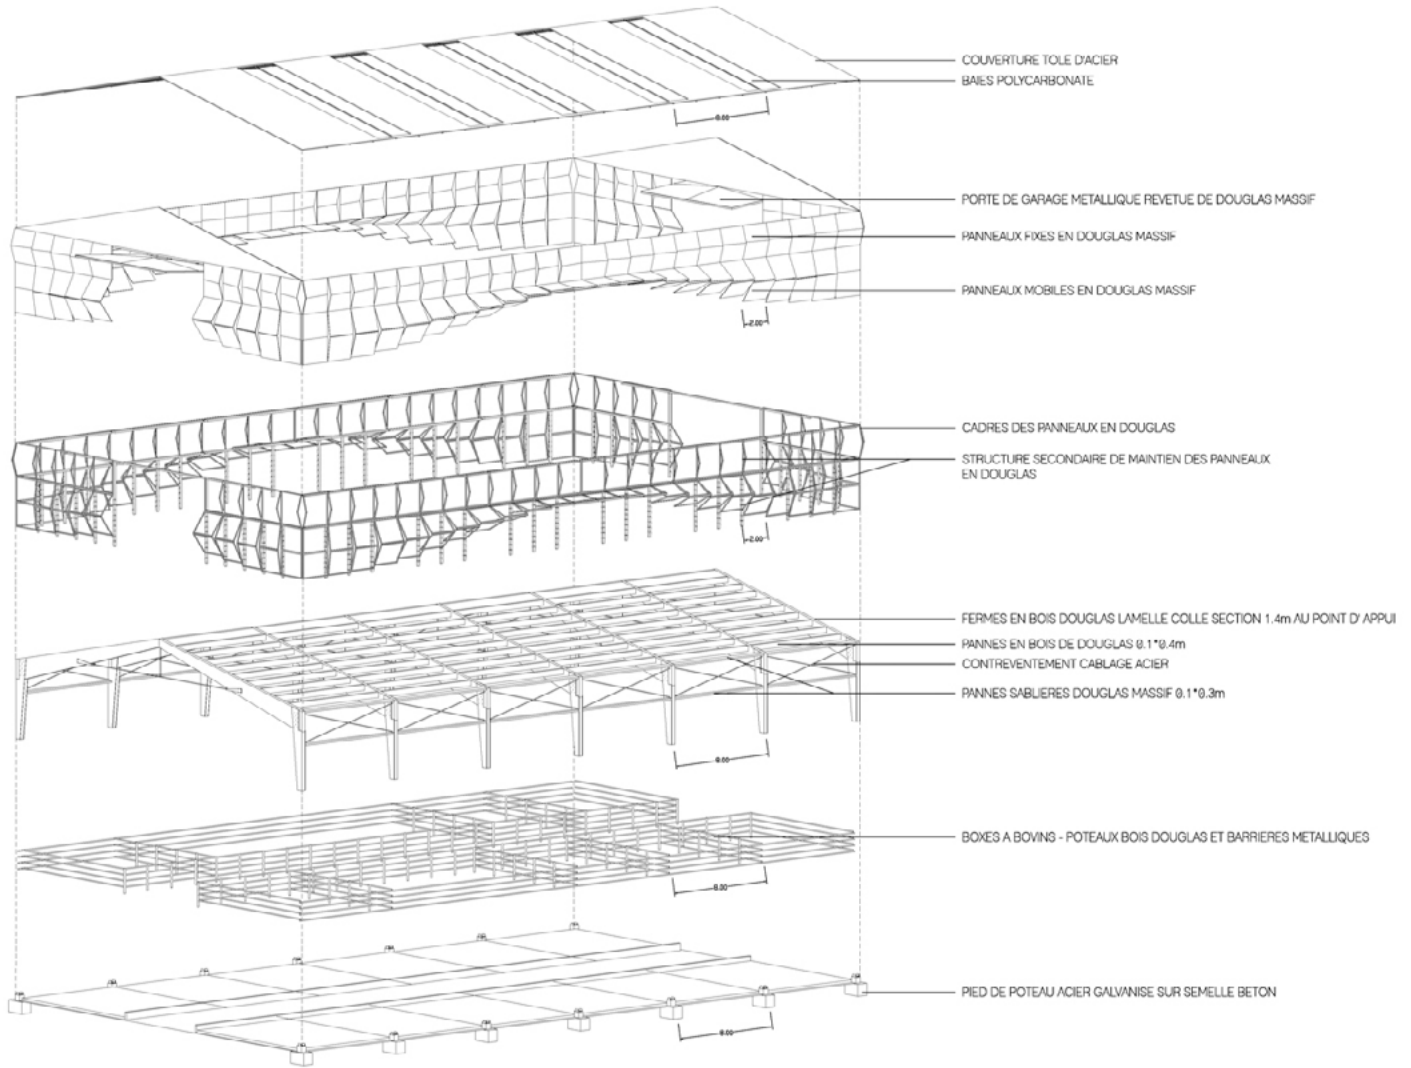 COUVERTURE TOLE D'ACIER
BAIES POLYCARBONATE
PORTE DE GARAGE METALLIQUE REVETUE DE DOUGLAS MASSIF
PANNEAUX FIXES EN DOUGLAS MASSIF
PANNEAUX MOBILES EN DOUGLAS MASSIF
2.00
CADRES DES PANNEAUX EN DOUGLAS
STRUCTURE SECONDAIRE DE MAINTIEN DES PANNEAUX
EN DOUGLAS
2.00
FERMES EN BOIS DOUGLAS LAMELLE COLLE SECTION 1.4m AU POINT D' APPUI
PANNES EN BOIS DE DOUGLAS 0.1*0.4m
CONTREVENTEMENT CABLAGE ACIER
PANNES SABLIERES DOUGLAS MASSIF 0.1*0.3m
BOXES A BOVINS - POTEAUX BOIS DOUGLAS ET BARRIERES METALLIQUES
PIED DE POTEAU ACIER GALVANISE SUR SEMELLE BETON